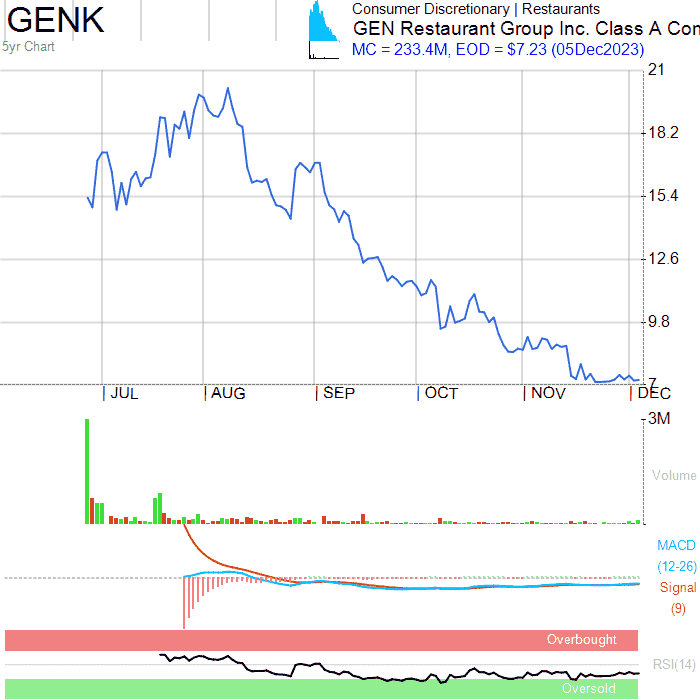 GENK
5yr Chart
Consumer Discretionary | Restaurants
GEN Restaurant Group Inc. Class A Con
MC = 233.4M, EOD = $7.23 (05Dec2023)
21
18.2
15.4
12.6
9.8
7
JUL AUG SEP OCT NOV DEC
3M
Volume
MACD
(12-26)
Signal
(9)
Overbought
RSI(14)
Oversold